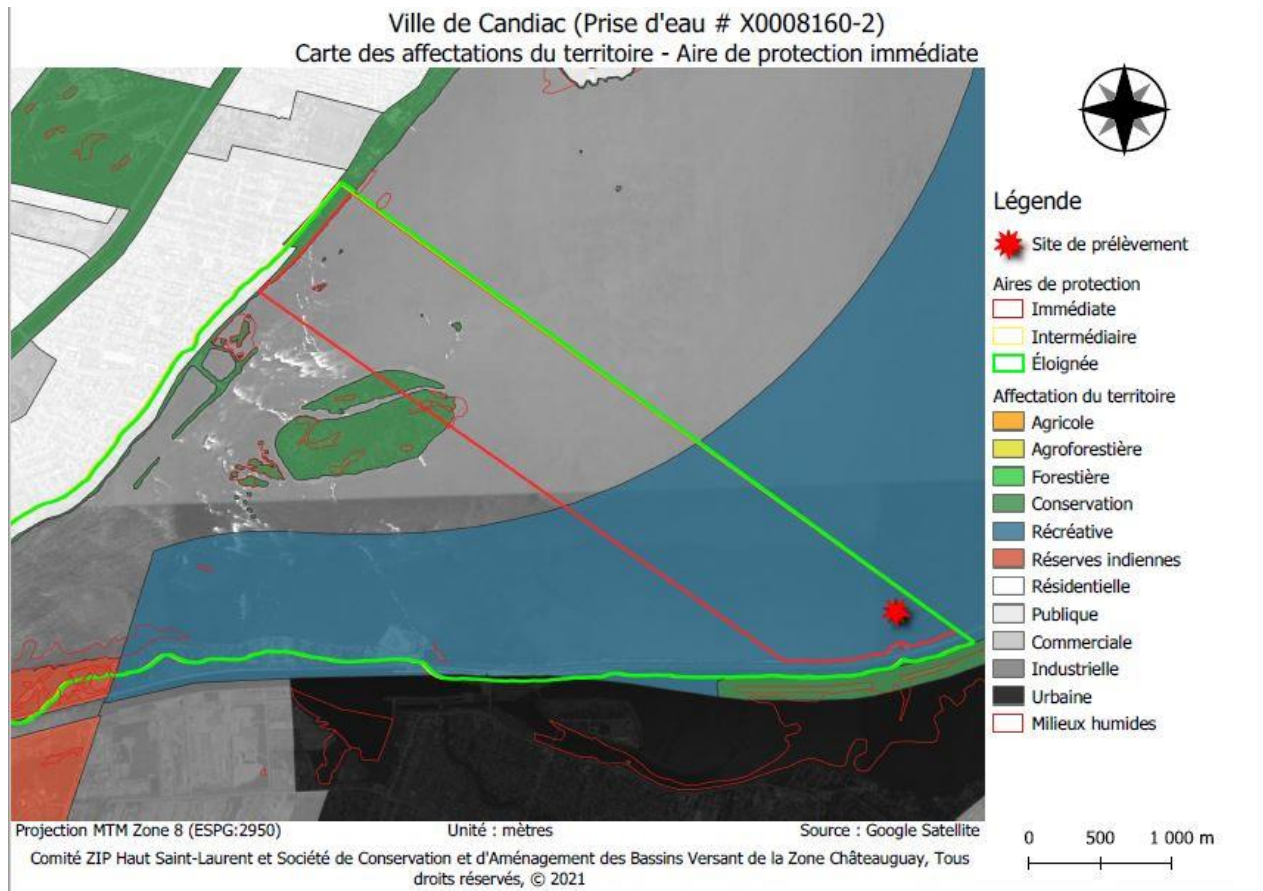 Ville de Candiac (Prise d'eau # X0008160-2)
Carte des affectations du territoire - Aire de protection immédiate
Légende
Site de prélèvement
Aires de protection
Immédiate
Intermédiaire
Éloignée
Affectation du territoire
Agricole
Agroforestière
Forestière
Conservation
Récréative
Réserves indiennes
Résidentielle
Publique
Commerciale
Industrielle
Urbaine
Milieux humides
Projection MTM Zone 8 (ESPG:2950)
Unité : mètres
Source : Google Satellite
0 500 1 000 m
Comité ZIP Haut Saint-Laurent et Société de Conservation et d'Aménagement des Bassins Versant de la Zone Châteauguay, Tous
droits réservés, © 2021